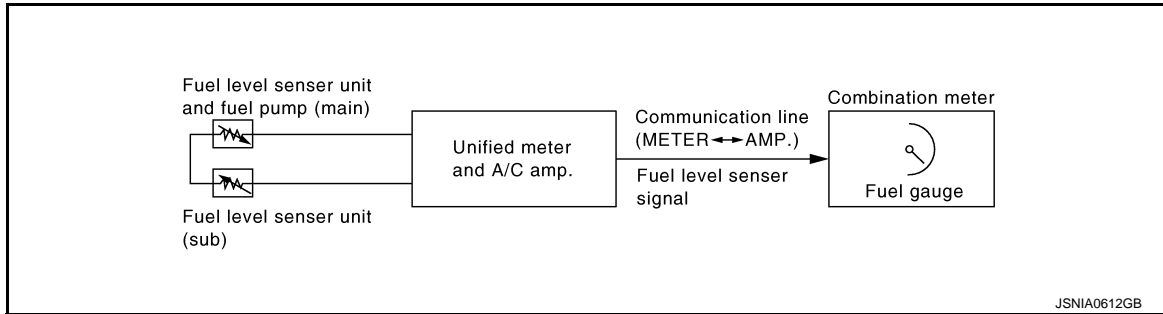 Fuel level senser unit
and fuel pump (main)
Fuel level senser unit
(sub)
Unified meter
and A/C amp.
Communication line
(METER↔AMP.)
Fuel level senser
signal
Combination meter
Fuel gauge
JSNIA0612GB